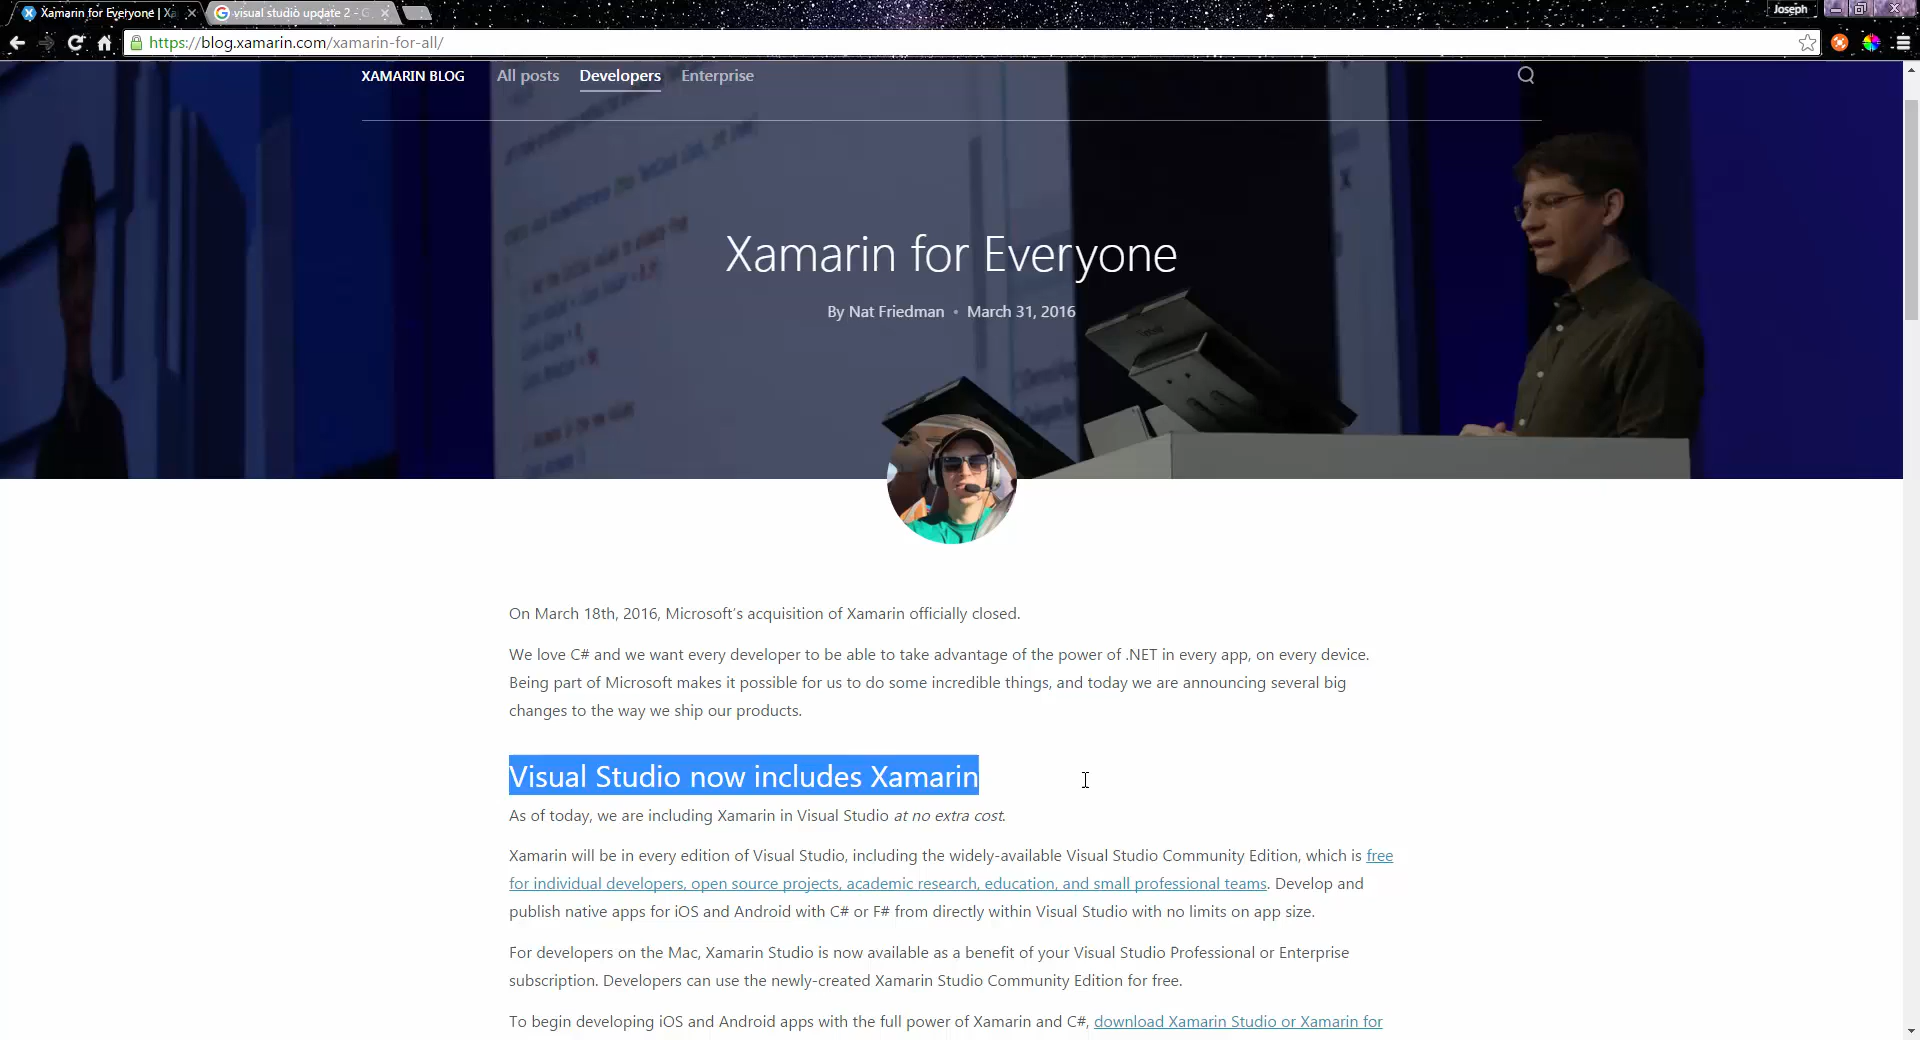 Xamarin for Everyone | Xa
visual studio update 2 - G
Joseph
https://blog.xamarin.com/xamarin-for-all/
XAMARIN BLOG All posts Developers Enterprise
Xamarin for Everyone
By Nat Friedman • March 31, 2016
On March 18th, 2016, Microsoft’s acquisition of Xamarin officially closed.
We love C# and we want every developer to be able to take advantage of the power of .NET in every app, on every device.
Being part of Microsoft makes it possible for us to do some incredible things, and today we are announcing several big
changes to the way we ship our products.
Visual Studio now includes Xamarin
As of today, we are including Xamarin in Visual Studio at no extra cost.
Xamarin will be in every edition of Visual Studio, including the widely-available Visual Studio Community Edition, which is free
for individual developers, open source projects, academic research, education, and small professional teams. Develop and
publish native apps for iOS and Android with C# or F# from directly within Visual Studio with no limits on app size.
For developers on the Mac, Xamarin Studio is now available as a benefit of your Visual Studio Professional or Enterprise
subscription. Developers can use the newly-created Xamarin Studio Community Edition for free.
To begin developing iOS and Android apps with the full power of Xamarin and C#, download Xamarin Studio or Xamarin for